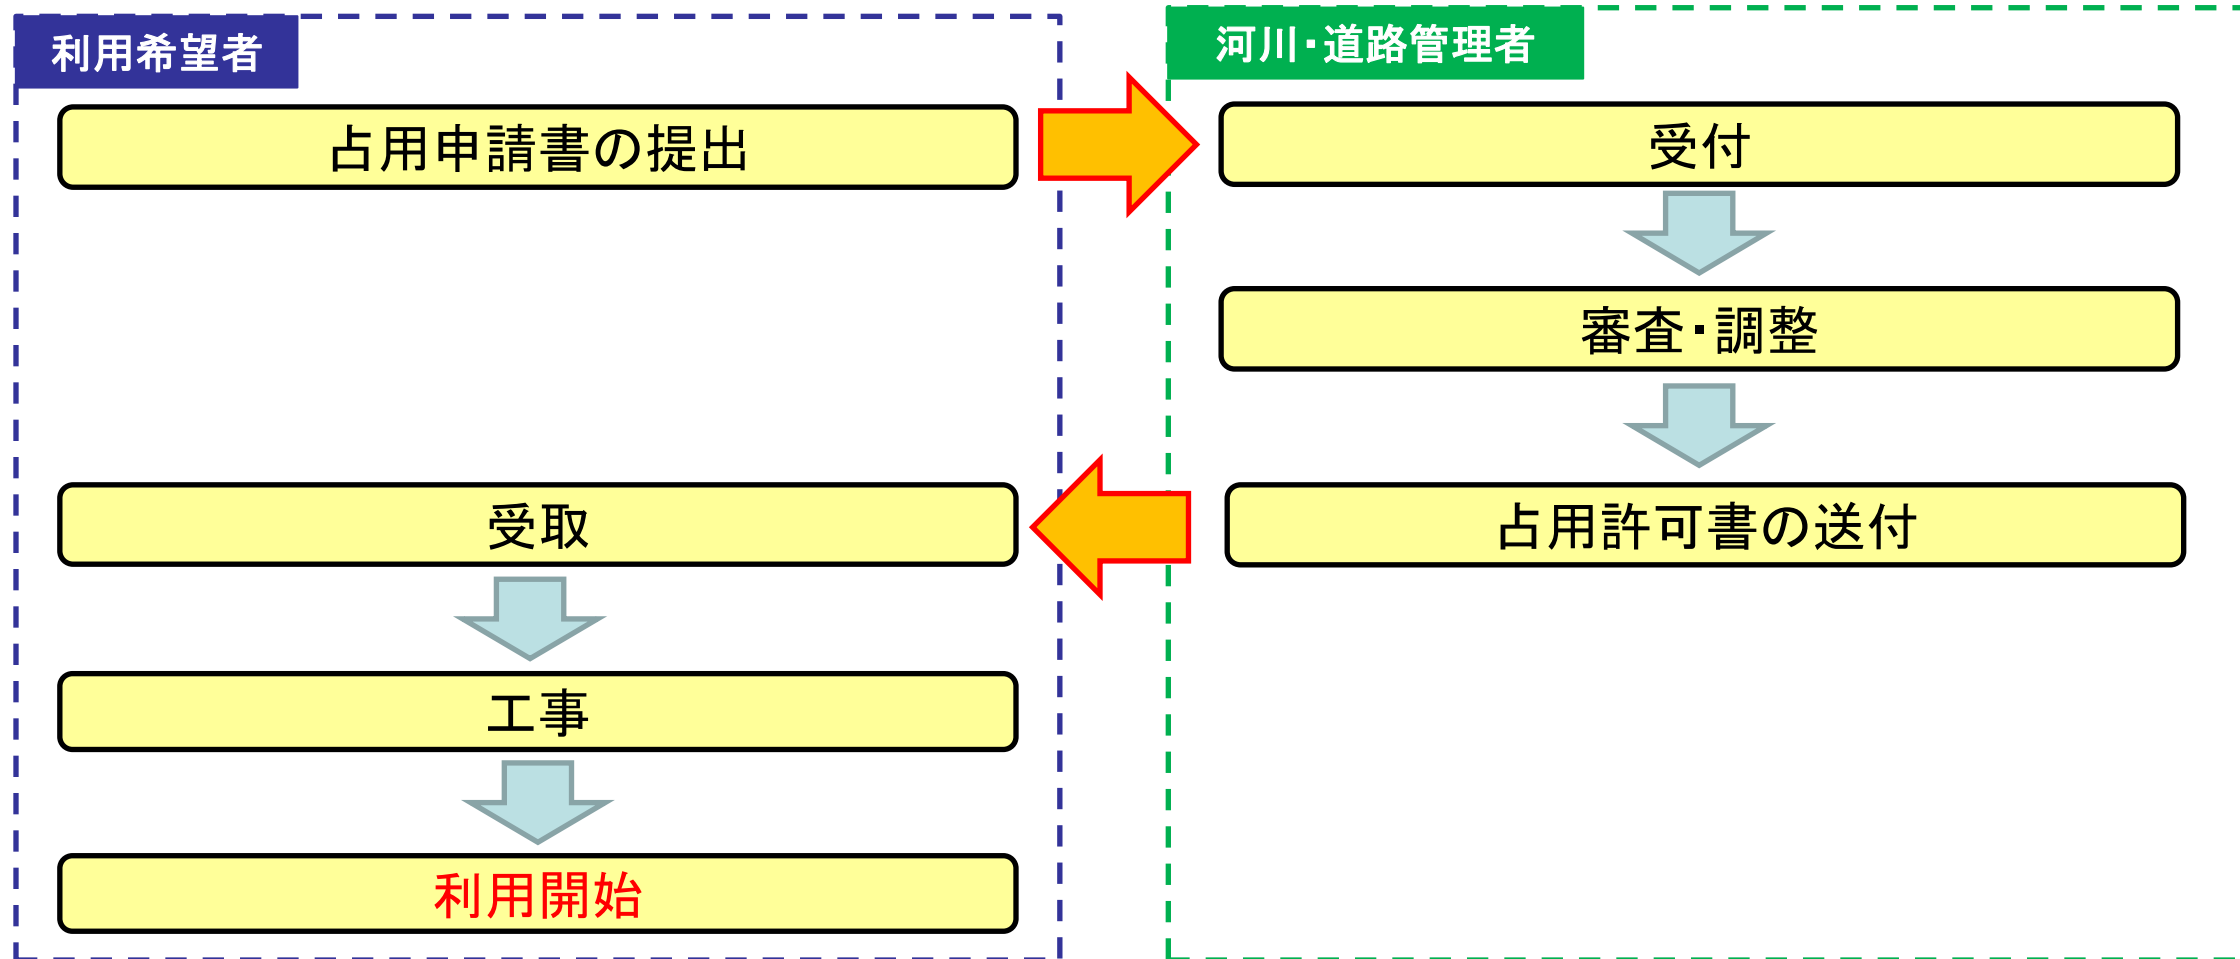 利用希望者
占用申請書の提出
受取
工事
利用開始
河川・道路管理者
受付
審査・調整
占用許可書の送付